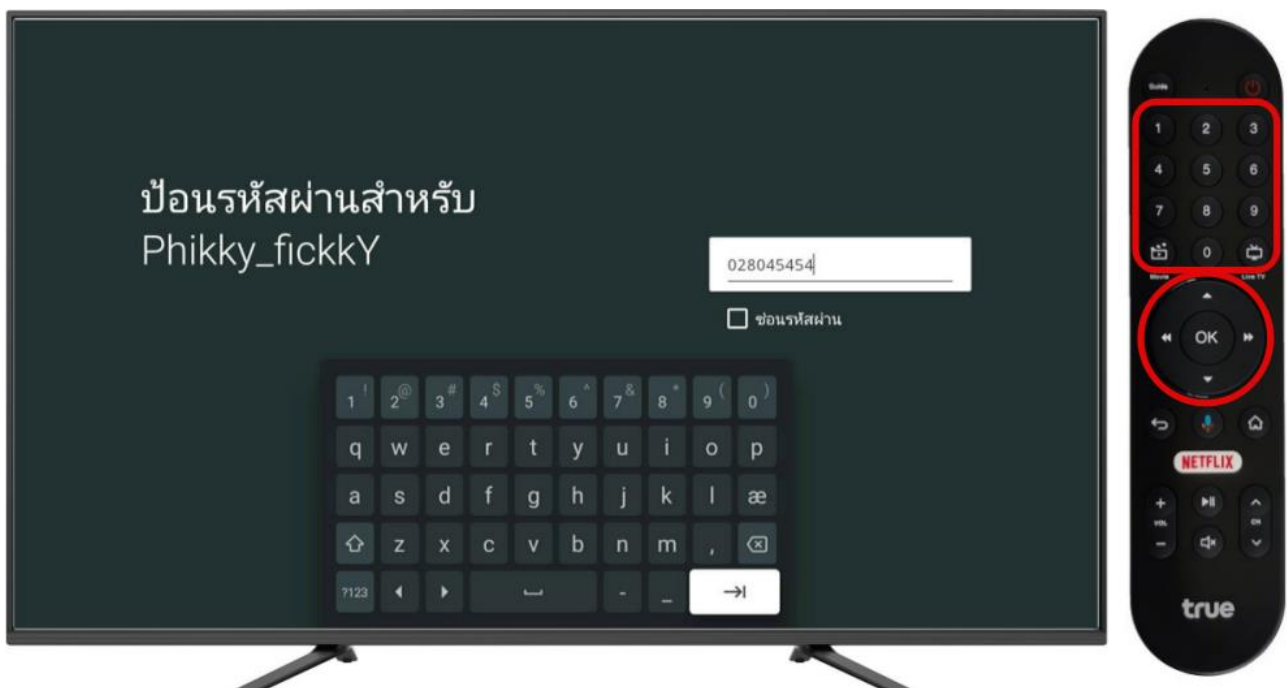 ป้อนรหัสผ่านสำหรับ
Phikky_fickkY
028045454
ซ่อนรหัสผ่าน
1 ! 2 @ 3 # 4 $ 5 % 6 ^ 7 & 8 * 9 ( 0 )
q w e r t y u i o p
a s d f g h j k l æ
z x c v b n m ,
?123 - _
Guide
1 2 3
4 5 6
7 8 9
0
Movie Live TV
OK
NETFLIX
+
VOL CH
-
true